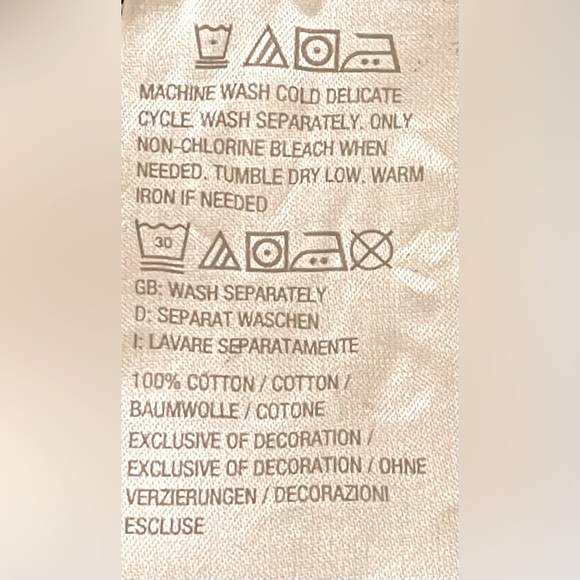 MACHINE WASH COLD DELICATE
CYCLE. WASH SEPARATELY. ONLY
NON-CHLORINE BLEACH WHEN
NEEDED. TUMBLE DRY LOW. WARM
IRON IF NEEDED
30
GB: WASH SEPARATELY
D: SEPARAT WASCHEN
I: LAVARE SEPARATAMENTE
100% COTTON / COTTON /
BAUMWOLLE / COTONE
EXCLUSIVE OF DECORATION /
EXCLUSIVE OF DECORATION / OHNE
VERZIERUNGEN / DECORAZIONI
ESCLUSE